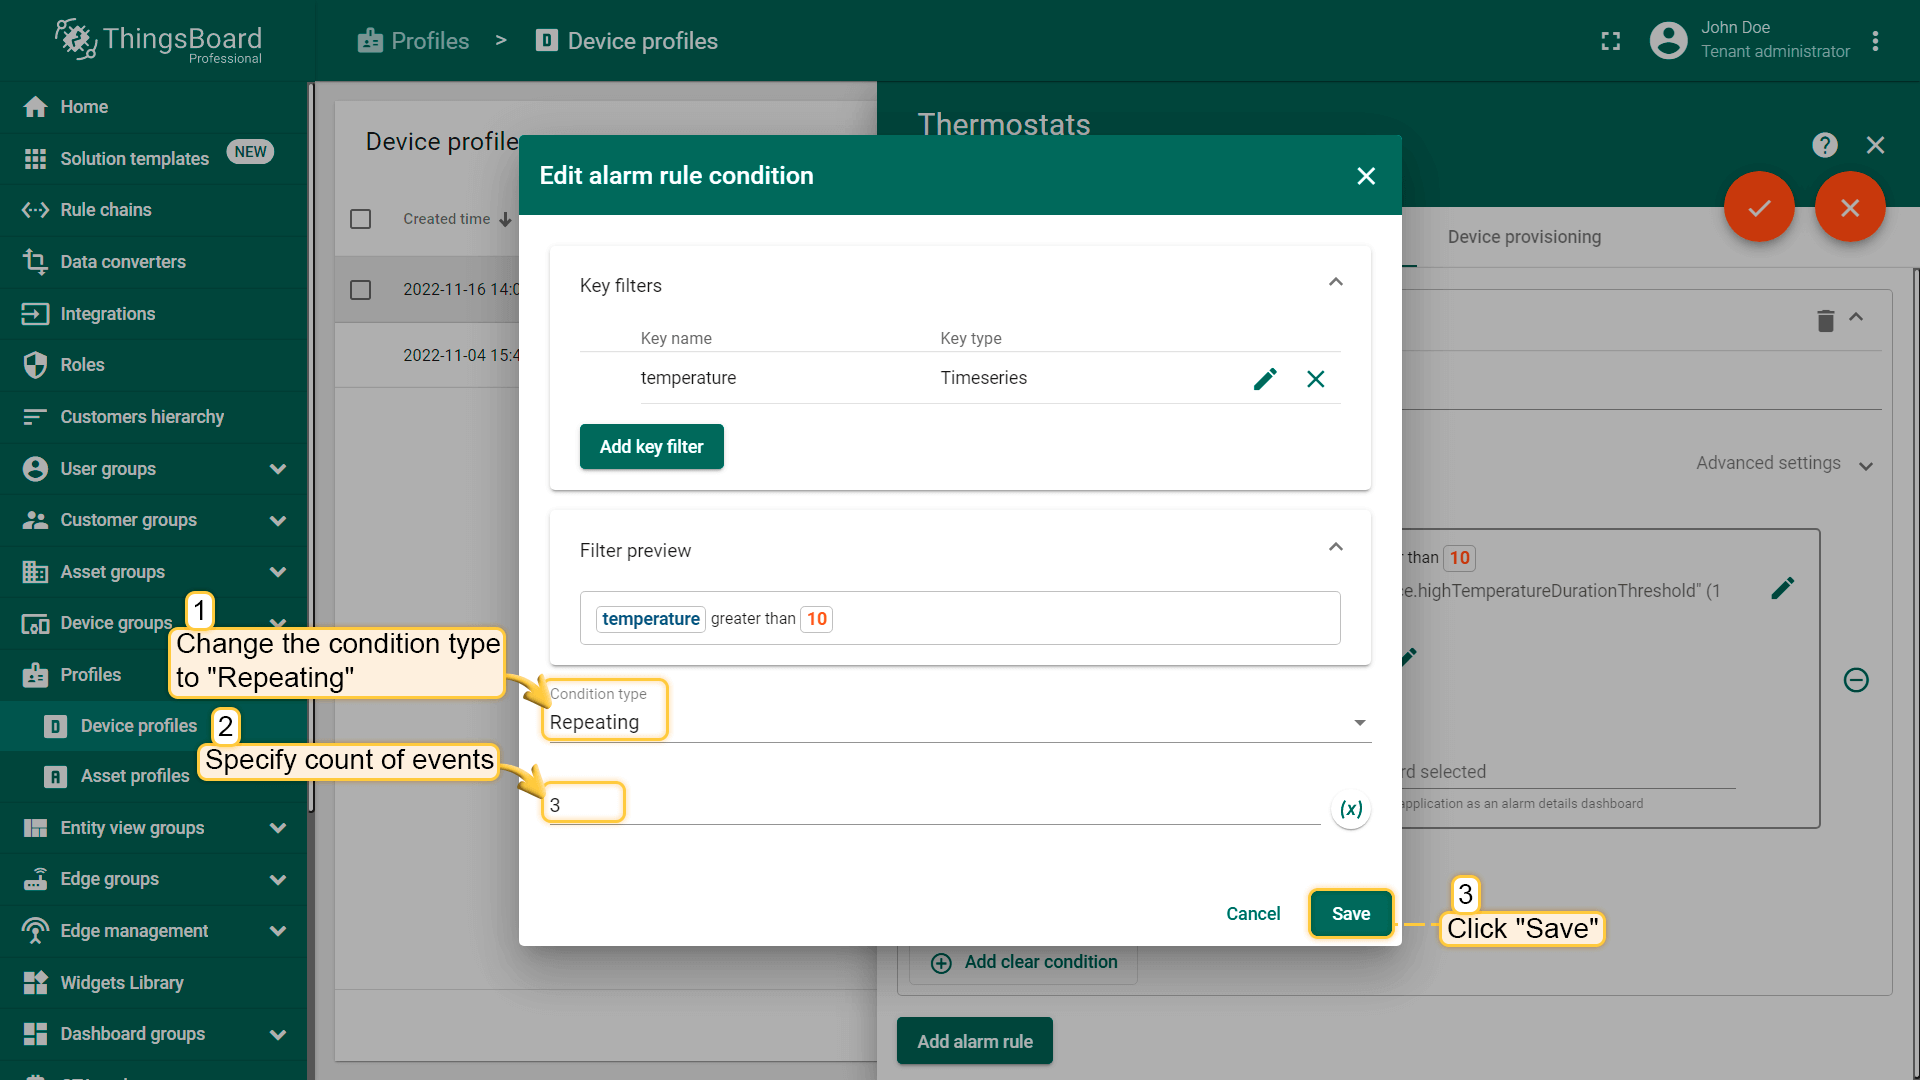 ThingsBoard
Professional
Profiles > Device profiles
John Doe
Tenant administrator
Home
Solution templates NEW
Rule chains
Data converters
Integrations
Roles
Customers hierarchy
User groups
Customer groups
Asset groups
Device groups
Profiles
Device profiles
Asset profiles
Entity view groups
Edge groups
Edge management
Widgets Library
Dashboard groups
Device profile
Created time
2022-11-16 14:0
2022-11-04 15:4
Thermostats
Device provisioning
Advanced settings
than 10
ce.highTemperatureDurationThreshold" (1
rd selected
application as an alarm details dashboard
Add clear condition
Add alarm rule
Edit alarm rule condition
Key filters
Key name Key type
temperature Timeseries
Add key filter
Filter preview
temperature greater than 10
Condition type
Repeating
3
(x)
Cancel Save
1
Change the condition type
to "Repeating"
2
Specify count of events
3
Click "Save"